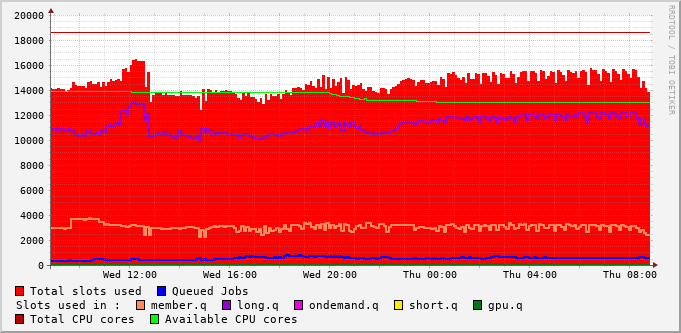 20000
18000
16000
14000
12000
10000
8000
6000
4000
2000
0
Wed 12:00 Wed 16:00 Wed 20:00 Thu 00:00 Thu 04:00 Thu 08:00
Total slots used Queued Jobs
Slots used in : member.q long.q ondemand.q short.q gpu.q
Total CPU cores Available CPU cores
RRDTOOL / TOBI OETIKER